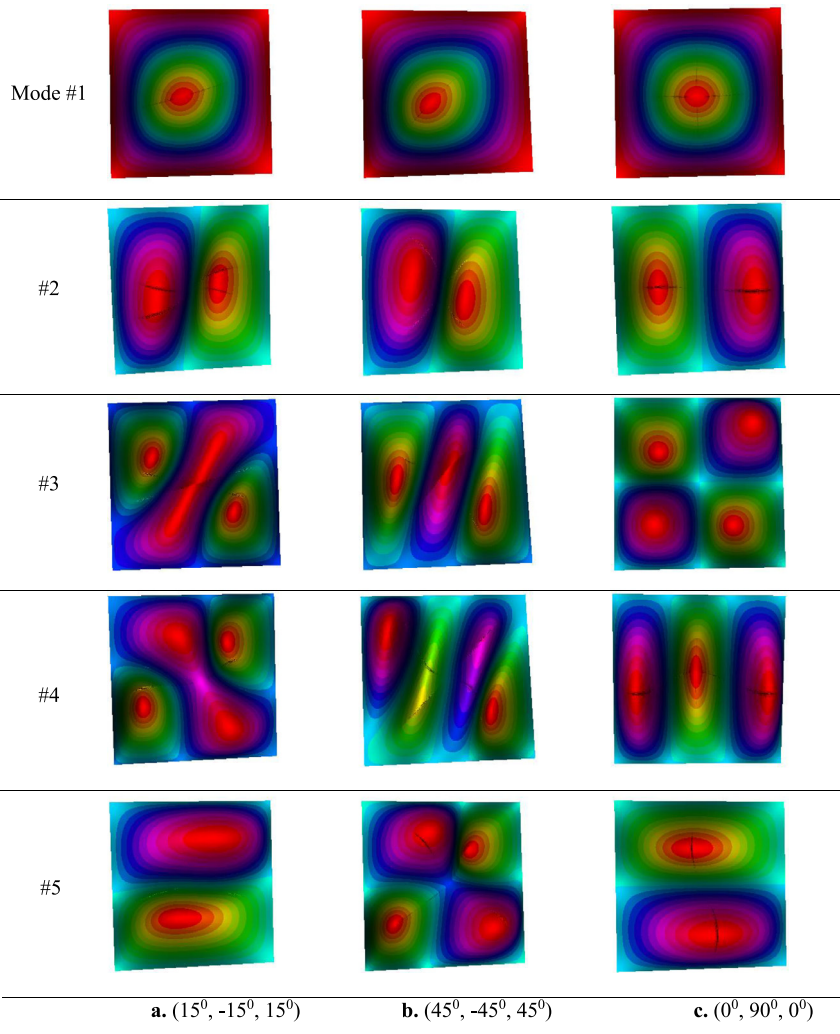 Mode #1
#2
#3
#4
#5
a. (15⁰, -15⁰, 15⁰) b. (45⁰, -45⁰, 45⁰) c. (0⁰, 90⁰, 0⁰)